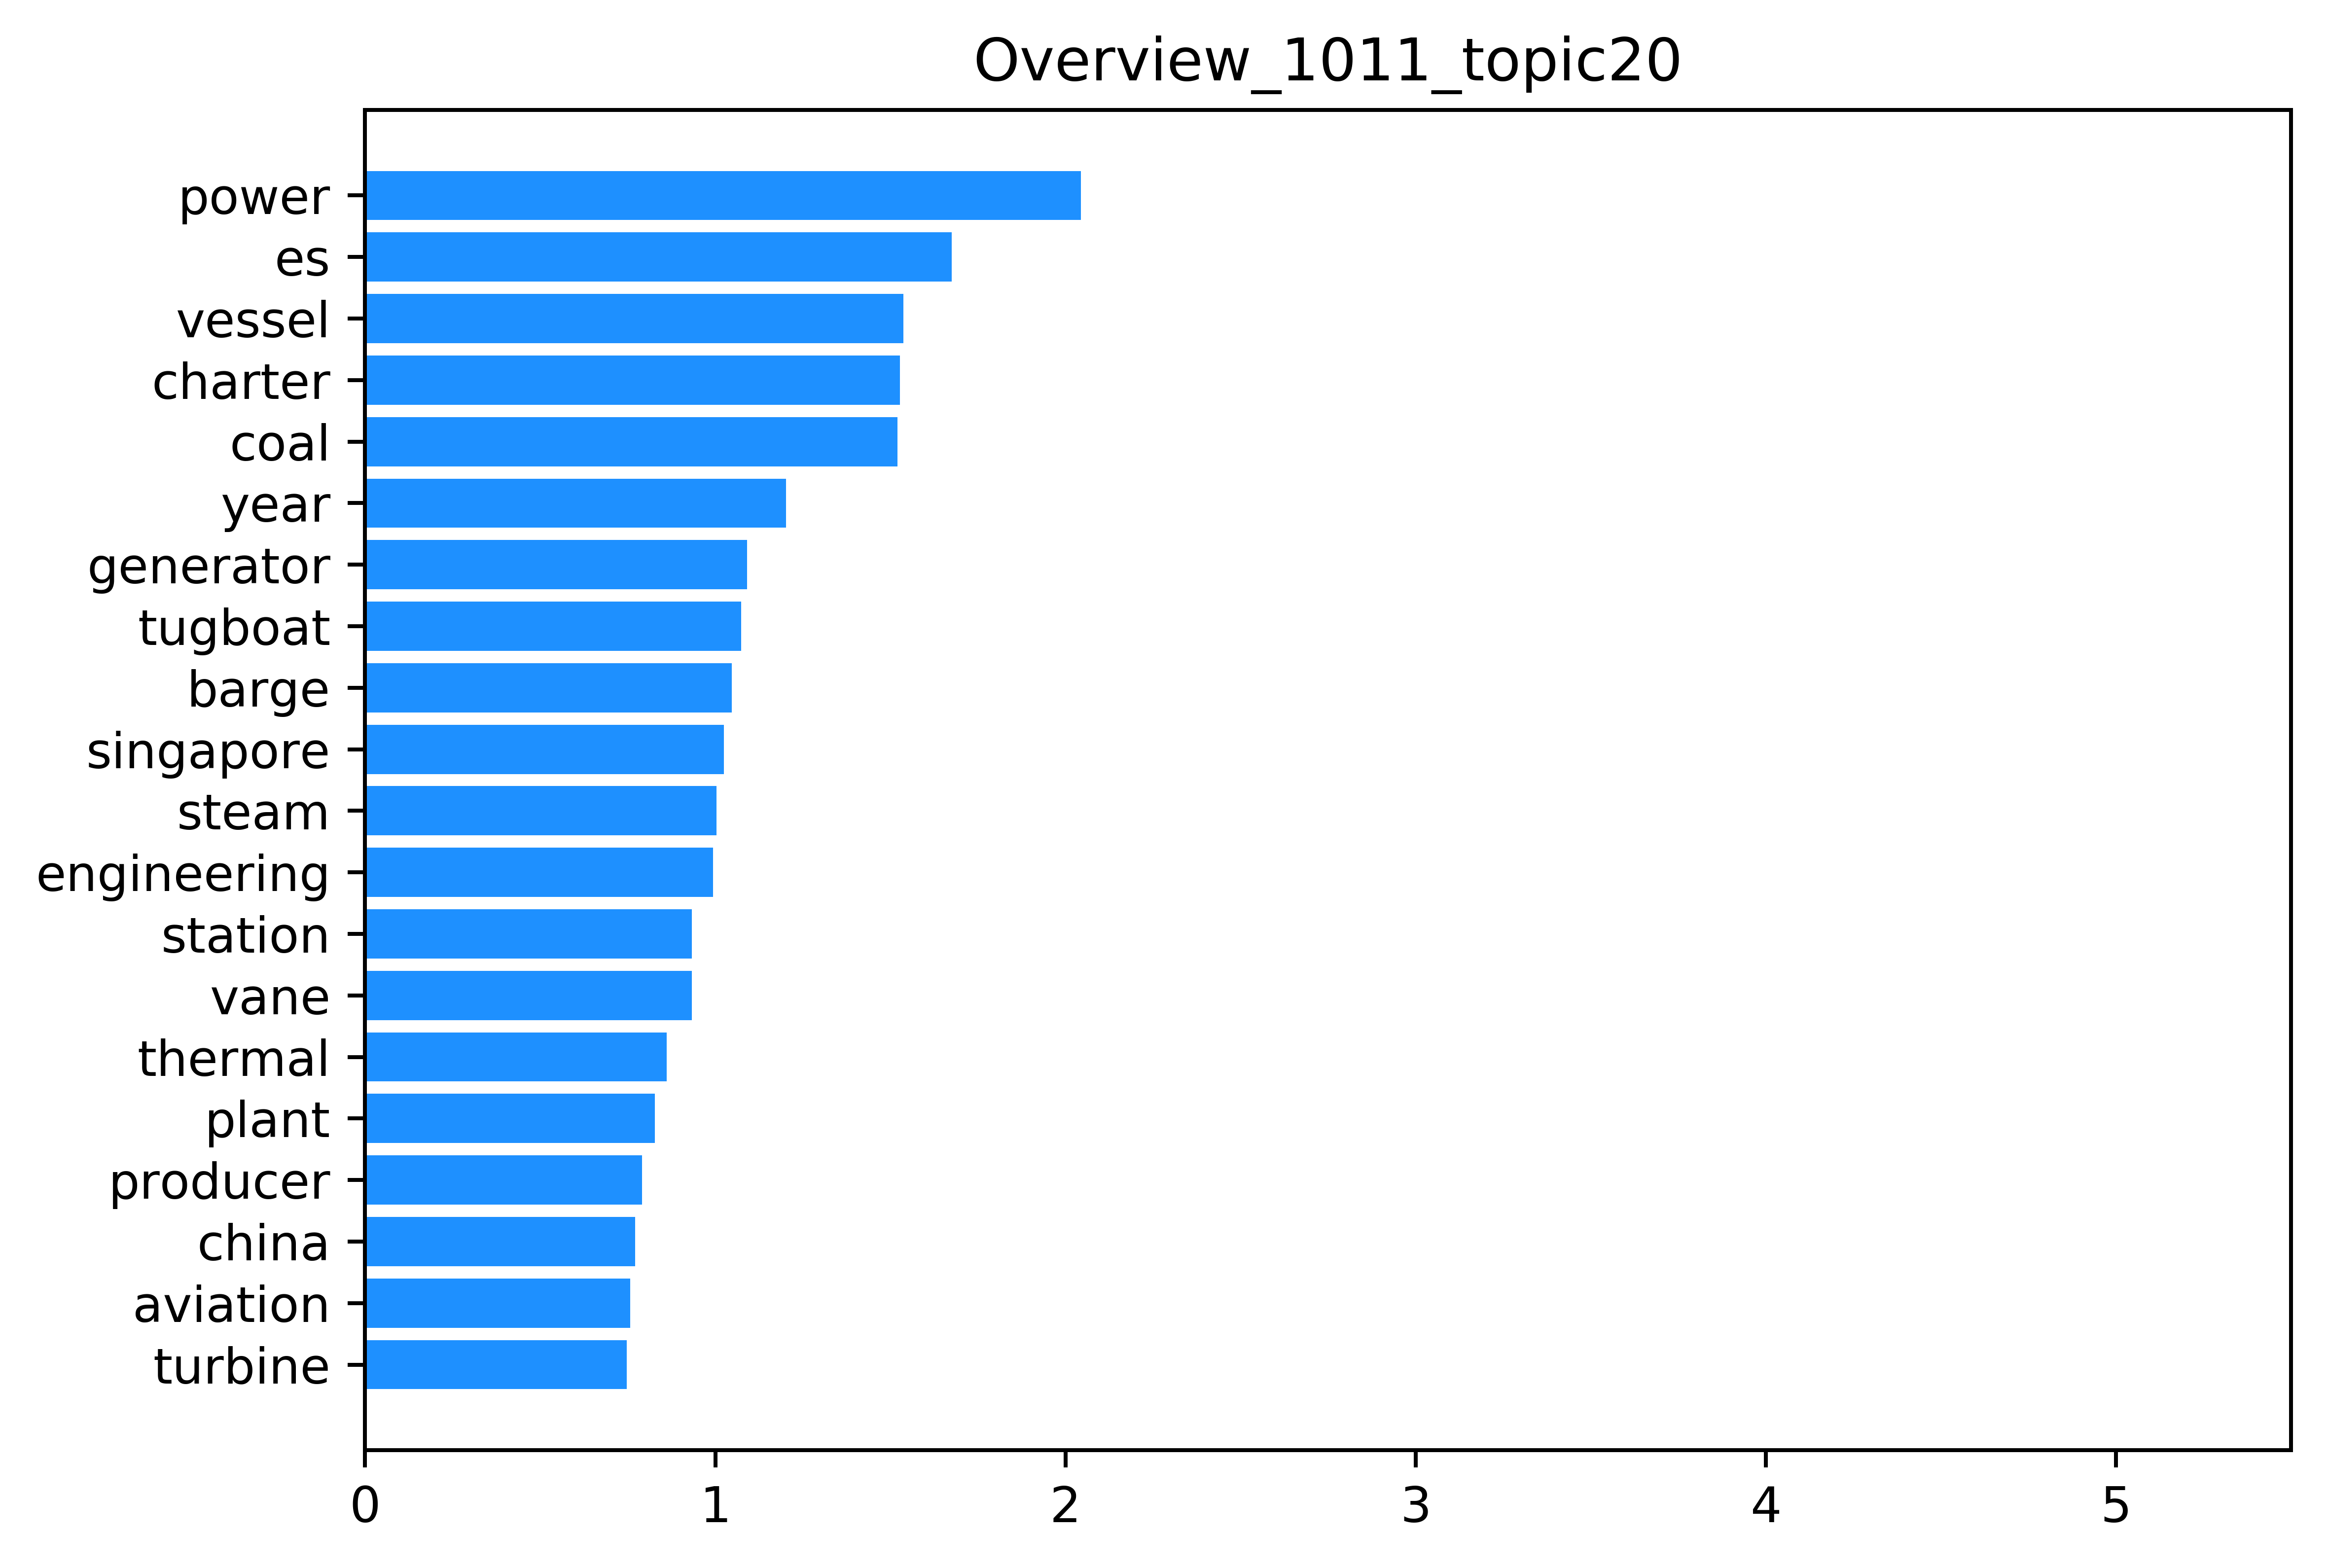 Overview_1011_topic20
power
es
vessel
charter
coal
year
generator
tugboat
barge
singapore
steam
engineering
station
vane
thermal
plant
producer
china
aviation
turbine
0 1 2 3 4 5